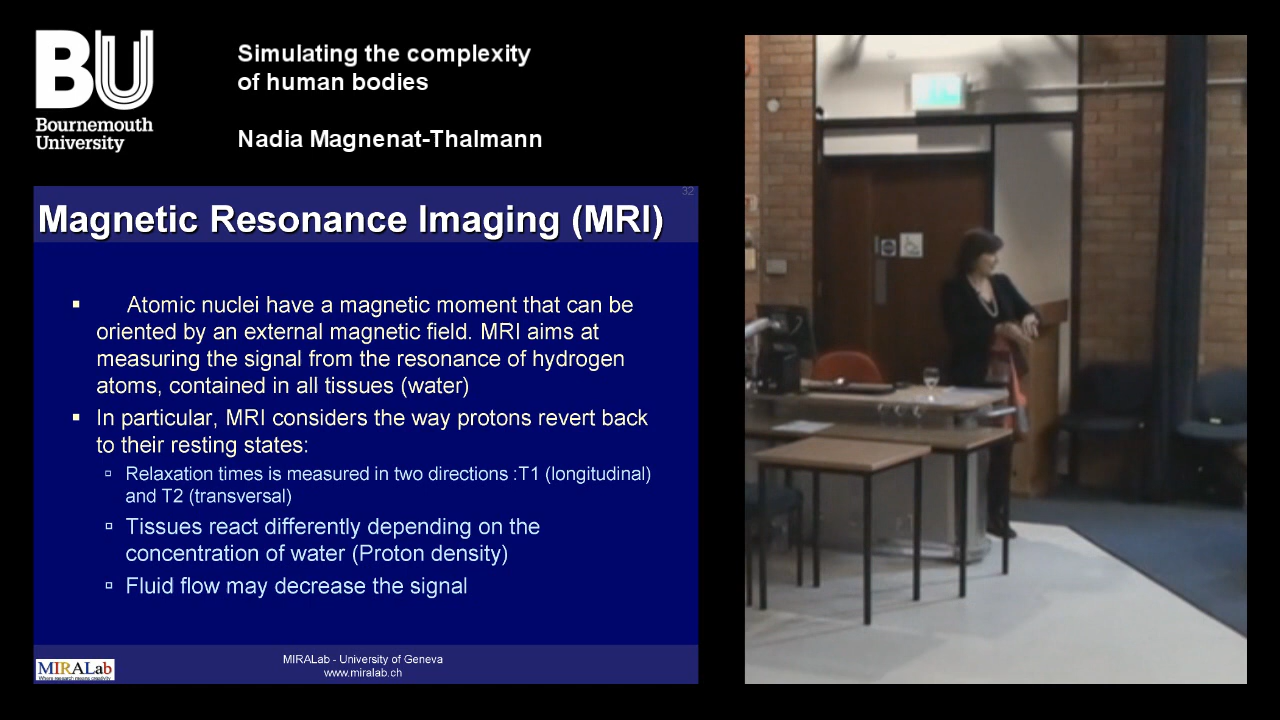 BU
Bournemouth
University
Simulating the complexity
of human bodies
Nadia Magnenat-Thalmann
32
Magnetic Resonance Imaging (MRI)
▪ Atomic nuclei have a magnetic moment that can be
oriented by an external magnetic field. MRI aims at
measuring the signal from the resonance of hydrogen
atoms, contained in all tissues (water)
▪ In particular, MRI considers the way protons revert back
to their resting states:
▫ Relaxation times is measured in two directions :T1 (longitudinal)
and T2 (transversal)
▫ Tissues react differently depending on the
concentration of water (Proton density)
▫ Fluid flow may decrease the signal
MIRALab
MIRALab - University of Geneva
www.miralab.ch